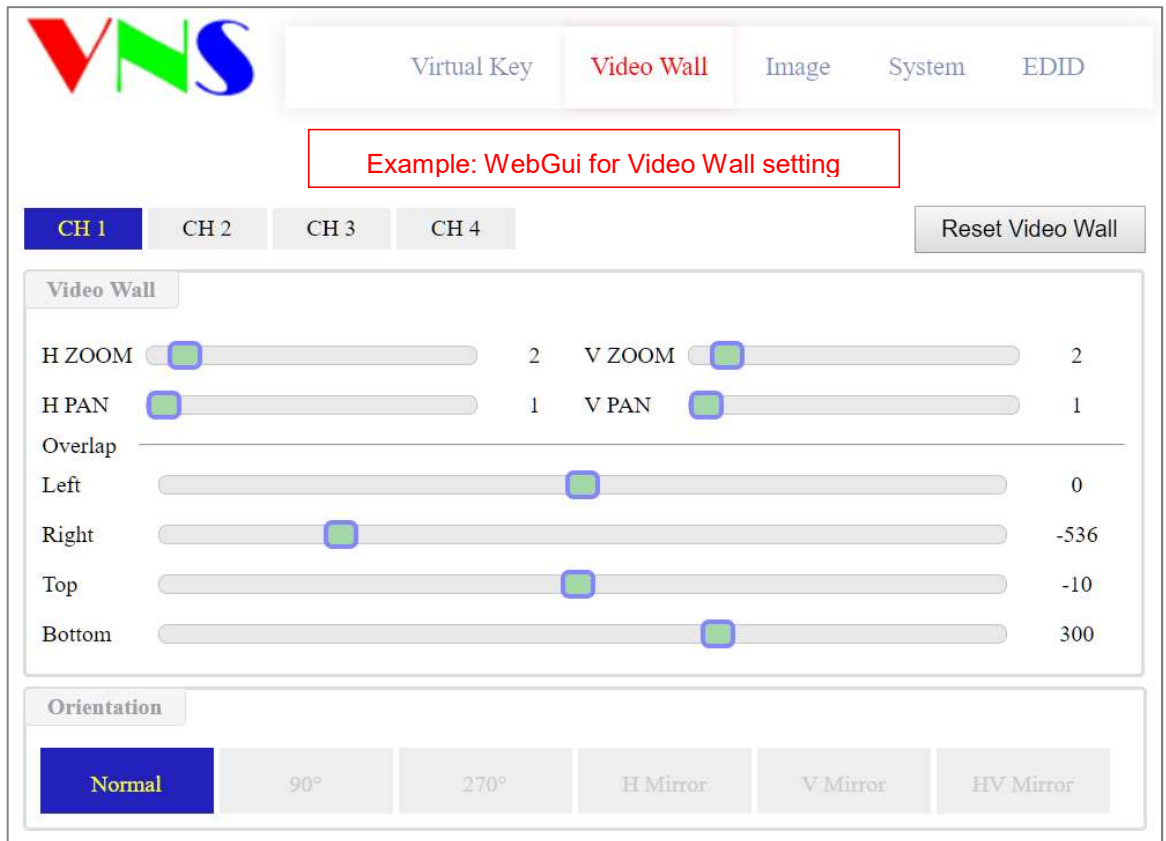 VNS
Virtual Key Video Wall Image System EDID
Example: WebGui for Video Wall setting
CH 1 CH 2 CH 3 CH 4 Reset Video Wall
Video Wall
H ZOOM 2 V ZOOM 2
H PAN 1 V PAN 1
Overlap
Left 0
Right -536
Top -10
Bottom 300
Orientation
Normal 90° 270° H Mirror V Mirror HV Mirror